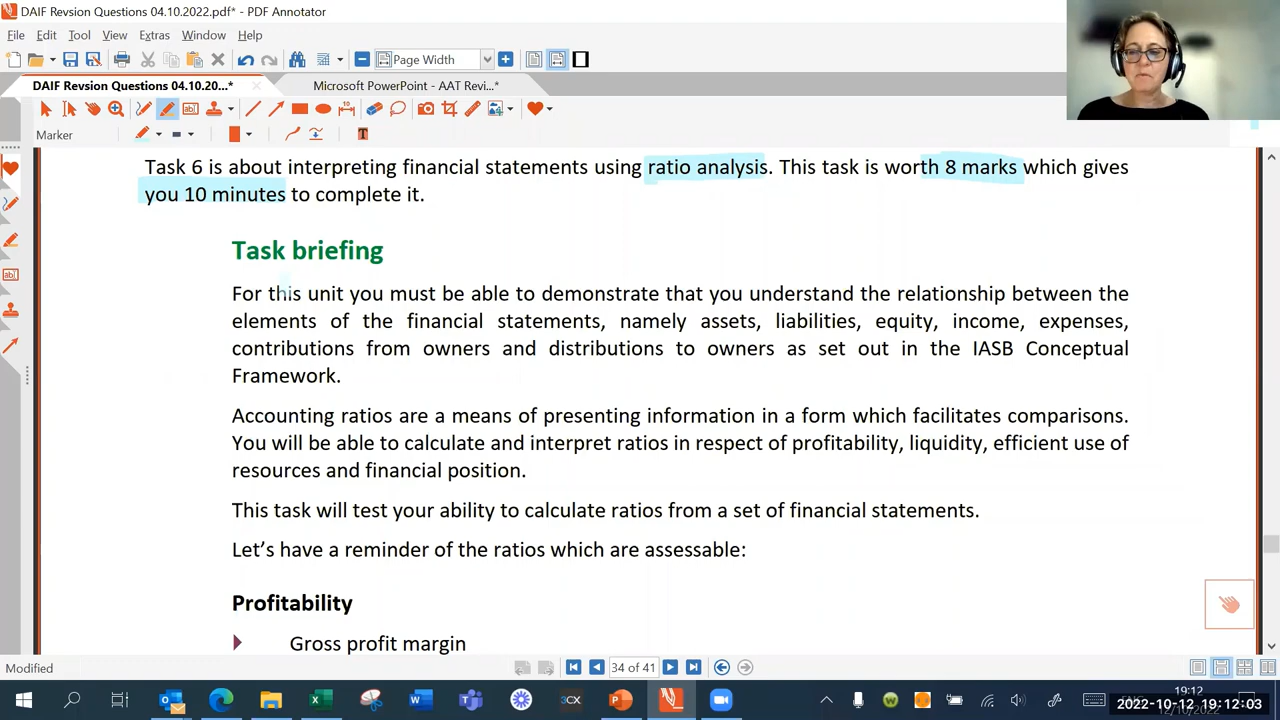 DAIF Revsion Questions 04.10.2022.pdf* - PDF Annotator
File Edit Tool View Extras Window Help
Page Width
DAIF Revsion Questions 04.10.20...* Microsoft PowerPoint - AAT Revi...*
Marker
Task 6 is about interpreting financial statements using ratio analysis. This task is worth 8 marks which gives
you 10 minutes to complete it.
Task briefing
For this unit you must be able to demonstrate that you understand the relationship between the
elements of the financial statements, namely assets, liabilities, equity, income, expenses,
contributions from owners and distributions to owners as set out in the IASB Conceptual
Framework.
Accounting ratios are a means of presenting information in a form which facilitates comparisons.
You will be able to calculate and interpret ratios in respect of profitability, liquidity, efficient use of
resources and financial position.
This task will test your ability to calculate ratios from a set of financial statements.
Let's have a reminder of the ratios which are assessable:
Profitability
Gross profit margin
Modified
34 of 41
3CX
19:12
2022-10-12 19:12:03